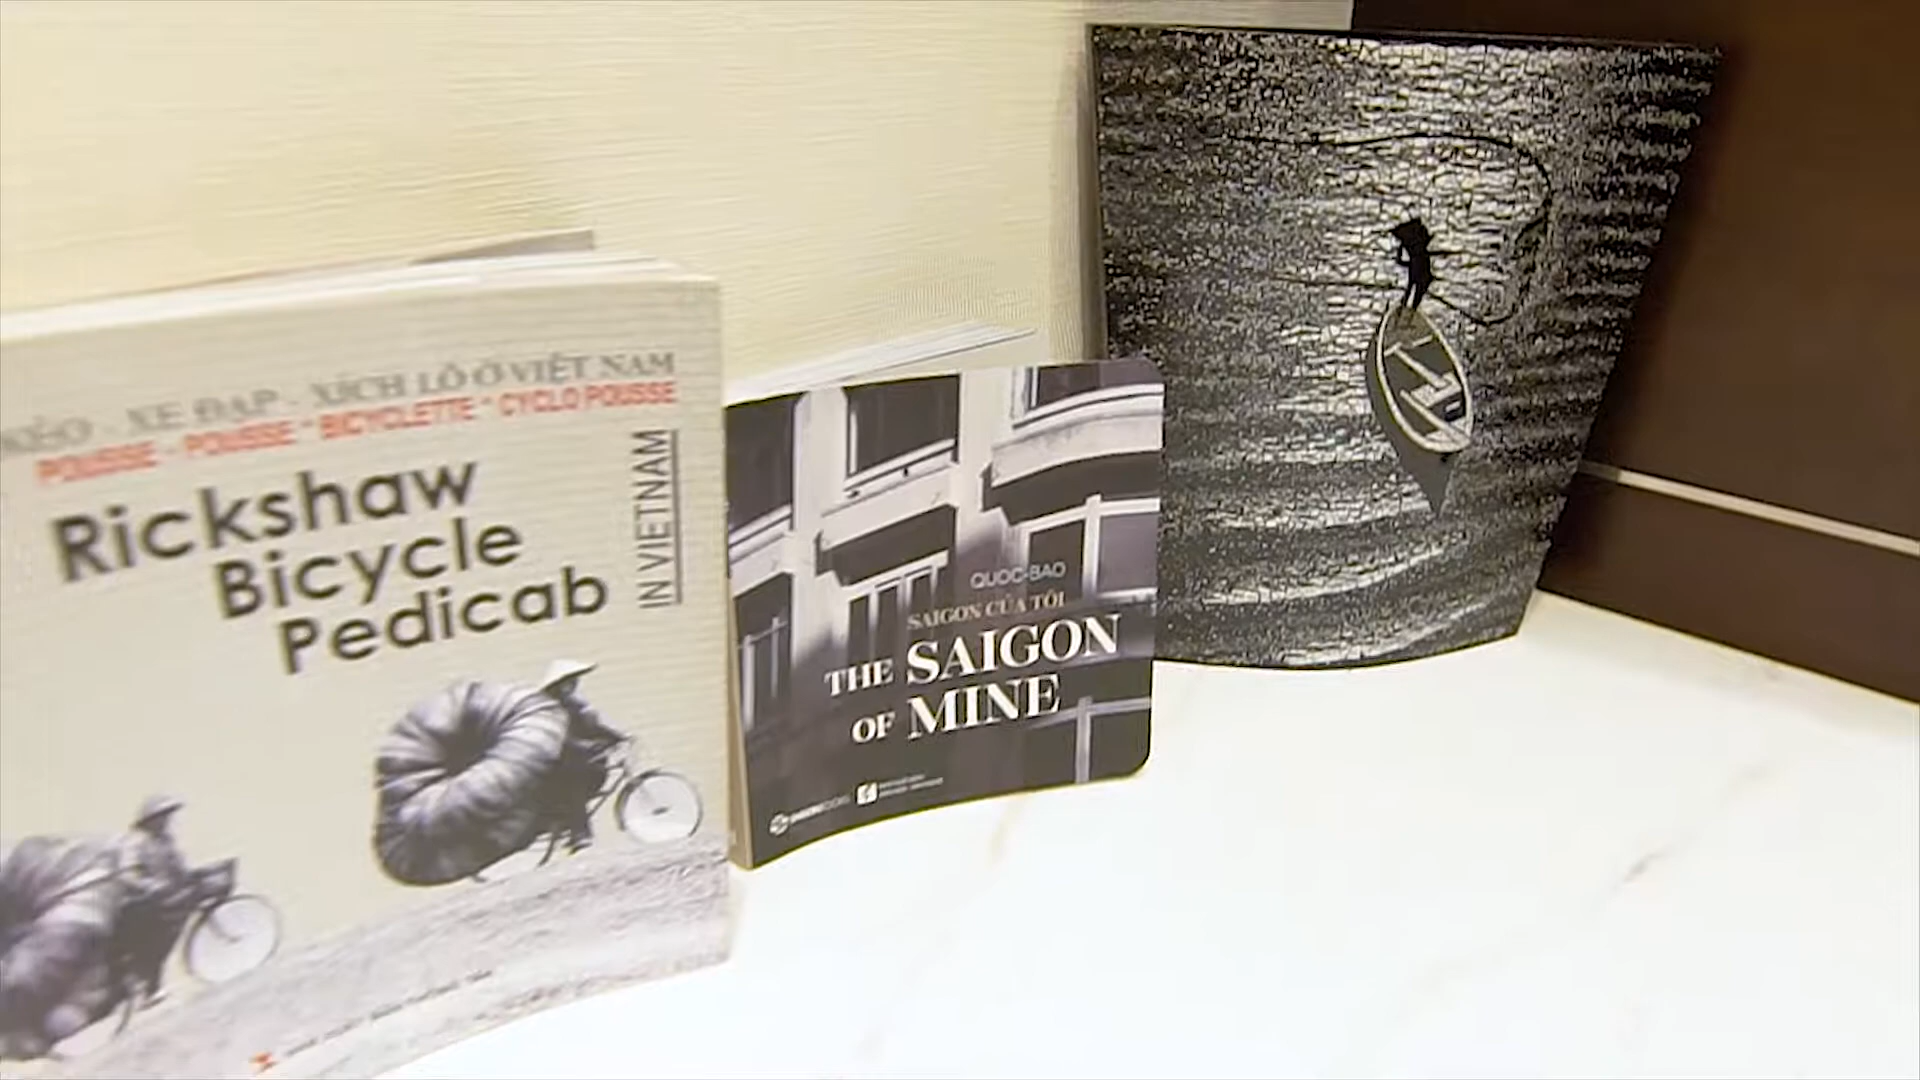 XE ĐẠP - XÍCH LÔ Ở VIỆT NAM
POUSSE - POUSSE * BICYCLETTE * CYCLO POUSSE
Rickshaw
Bicycle
Pedicab
IN VIETNAM
QUOC-BAO
SAIGON CỦA TÔI
THE SAIGON
OF MINE